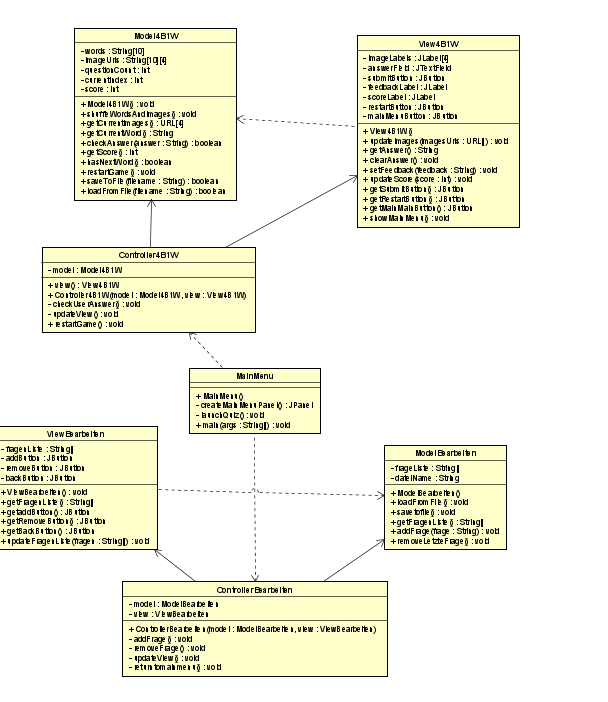 Model4B1W
- words : String[10]
- imageUrls : String[10][4]
- questionCount : int
- currentIndex : int
- score : int
+ Model4B1W() : void
+ shuffleWordsAndImages() : void
+ getCurrentImages() : URL[4]
+ getCurrentWord() : String
+ checkAnswer(answer : String) : boolean
+ getScore() : int
+ hasNextWord() : boolean
+ restartGame() : void
+ saveToFile(filename : String) : boolean
+ loadFromFile(filename : String) : boolean
View4B1W
- imageLabels : JLabel[4]
- answerField : JTextField
- submitButton : JButton
- feedbackLabel : JLabel
- scoreLabel : JLabel
- restartButton : JButton
- mainMenuButton : JButton
+ View4B1W()
+ updateImages(imagesUrls : URL[]) : void
+ getAnswer() : String
+ clearAnswer() : void
+ setFeedback(feedback : String) : void
+ updateScore(score : int) : void
+ getSubmitButton() : JButton
+ getRestartButton() : JButton
+ getMainMainButton() : JButton
+ showMainMenu() : void
Controller4B1W
- model : Model4B1W
+ view() : View4B1W
+ Controller4B1W(model : Model4B1W, view : View4B1W)
- checkUserAnswer() : void
- updateView() : void
+ restartGame() : void
MainMenu
+ MainMenu()
- createMainMenuPanel() : JPanel
- launchQuiz() : void
+ main(args : String[]) : void
ViewBearbeiten
- fragenListe : String[]
- addButton : JButton
- removeButton : JButton
- backButton : JButton
+ ViewBearbeiten() : void
+ getFragenListe() : String[]
+ getaddButton() : JButton
+ getRemoveButton() : JButton
+ getBackButton() : JButton
+ updateFragenListe(fragen : String[]) : void
ModelBearbeiten
- frageListe : String[]
- dateiName : String
+ ModelBearbeiten()
+ loadFromFile() : void
+ savetofile() : void
+ getFragenListe() : String[]
+ addFrage(frage : String) : void
+ removeLetzteFrage() : void
ControllerBearbeiten
- model : ModelBearbeiten
- view : ViewBearbeiten
+ ControllerBearbeiten(model : ModelBearbeiten, view : ViewBearbeiten)
- addFrage() : void
- removeFrage() : void
- updateView() : void
- returntomainmenu() : void